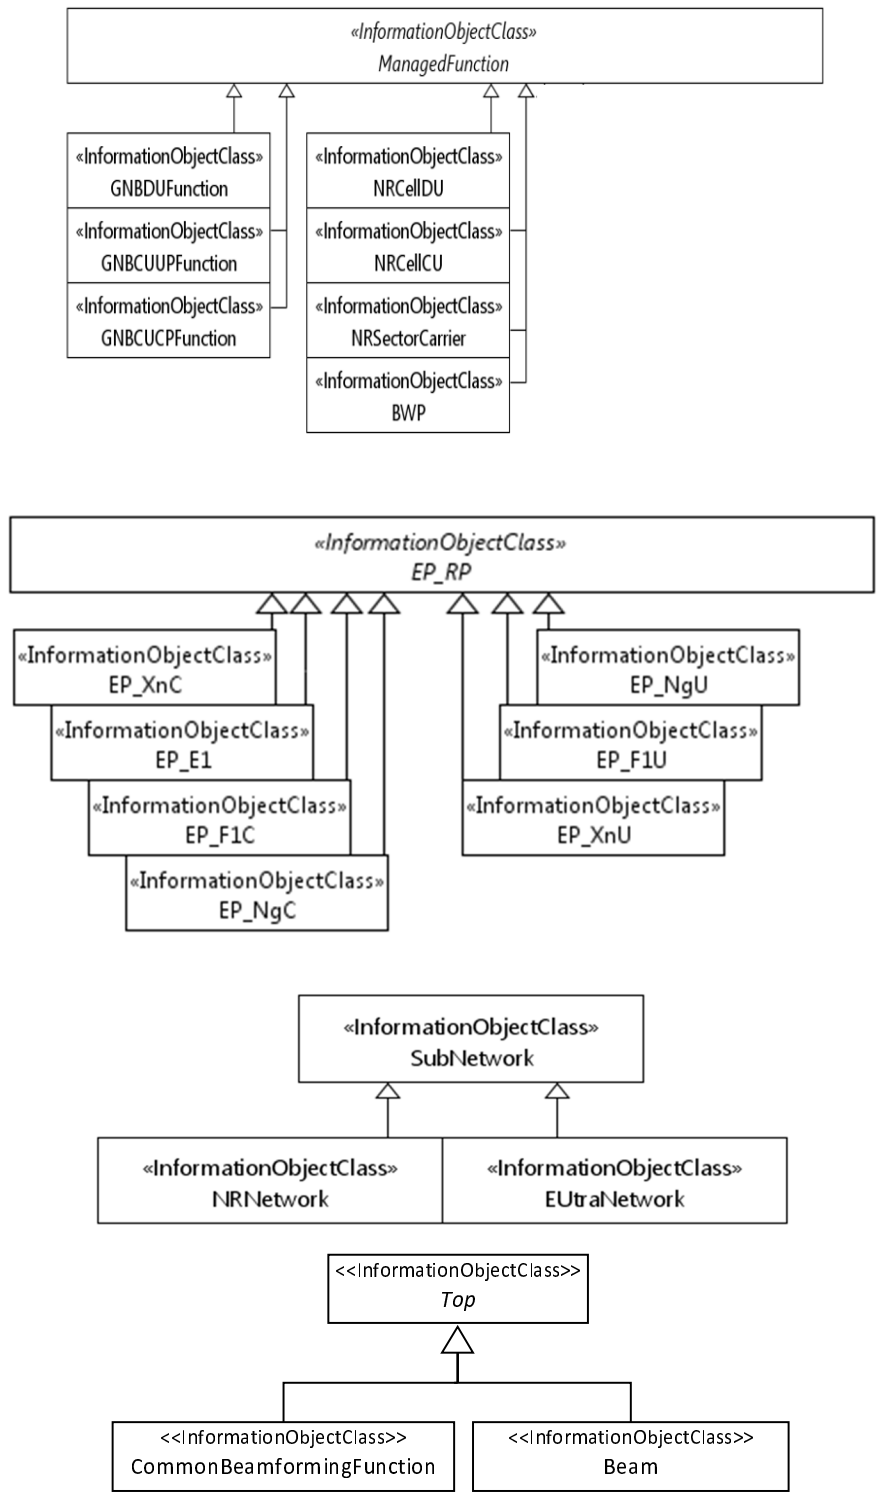 «InformationObjectClass»
ManagedFunction
«InformationObjectClass»
GNBDUFunction
«InformationObjectClass»
GNBCUUPFunction
«InformationObjectClass»
GNBCUCPFunction
«InformationObjectClass»
NRCellDU
«InformationObjectClass»
NRCellCU
«InformationObjectClass»
NRSectorCarrier
«InformationObjectClass»
BWP
«InformationObjectClass»
EP_RP
«InformationObjectClass»
EP_XnC
«InformationObjectClass»
EP_E1
«InformationObjectClass»
EP_F1C
«InformationObjectClass»
EP_NgC
«InformationObjectClass»
EP_NgU
«InformationObjectClass»
EP_F1U
«InformationObjectClass»
EP_XnU
«InformationObjectClass»
SubNetwork
«InformationObjectClass»
NRNetwork
«InformationObjectClass»
EUtraNetwork
<<InformationObjectClass>>
Top
<<InformationObjectClass>>
CommonBeamformingFunction
<<InformationObjectClass>>
Beam